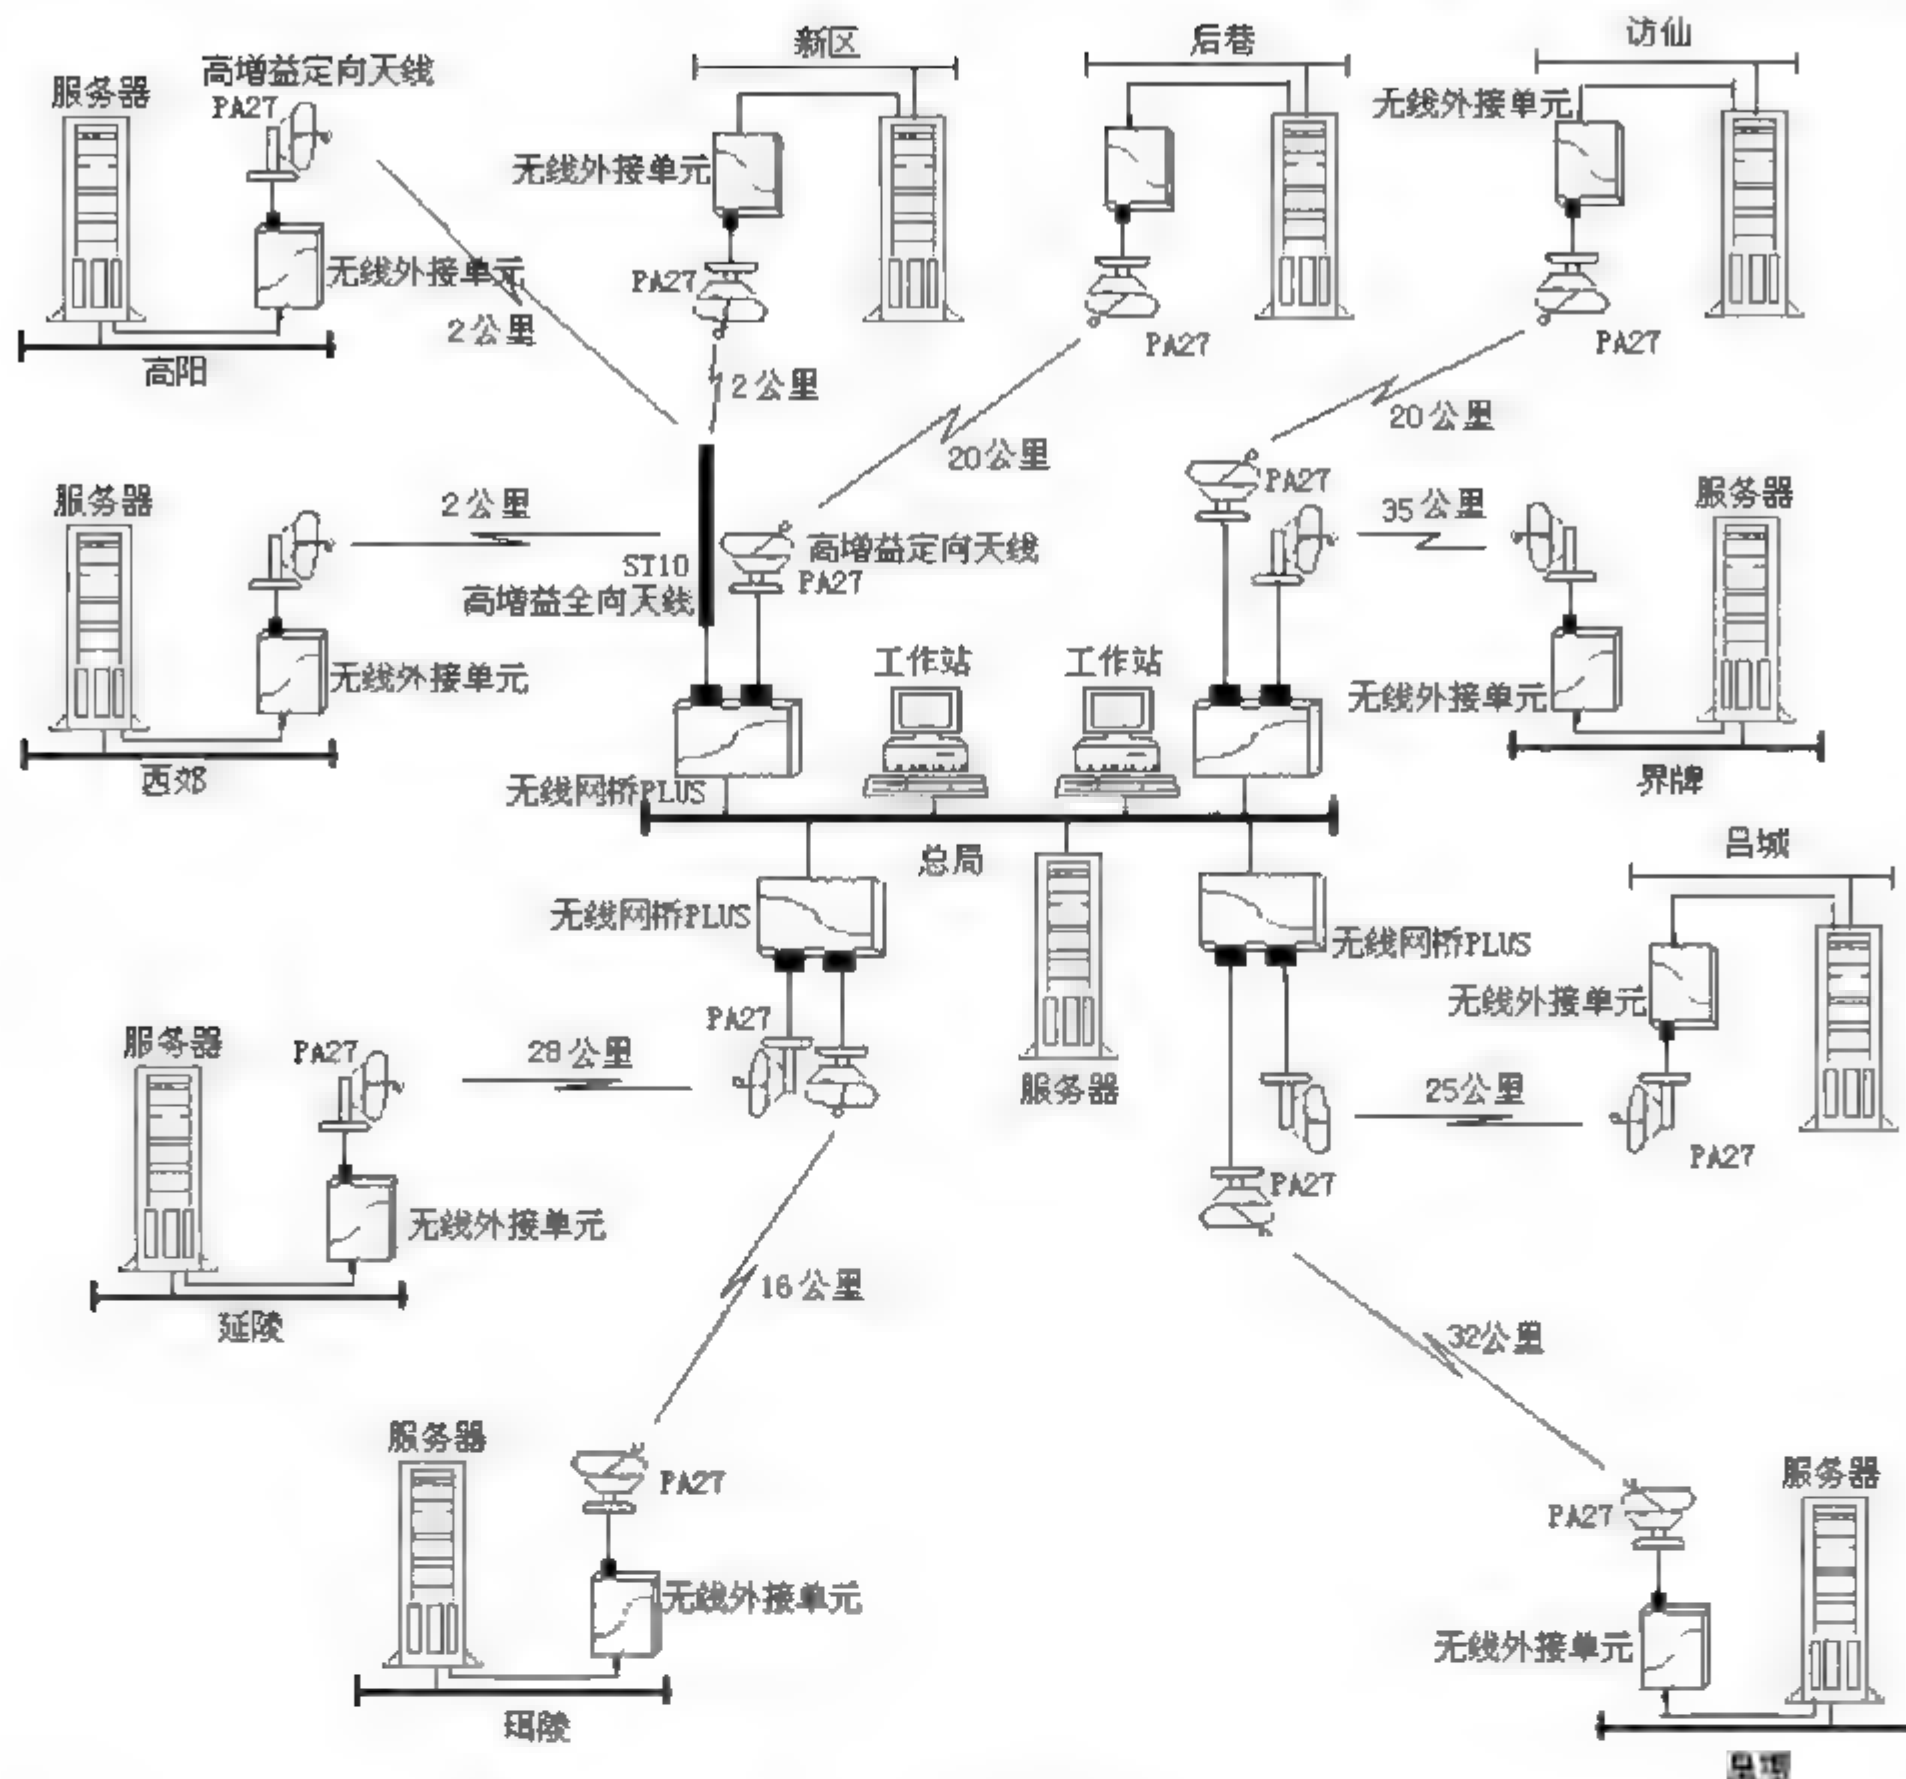 新区
后巷
访仙
服务器
高增益定向天线
PA27
无线外接单元
无线外接单元
无线外接单元
PA27
PA27
PA27
2公里
高阳
2公里
20公里
20公里
服务器
2公里
ST10
高增益全向天线
高增益定向天线
PA27
PA27
35公里
服务器
无线外接单元
西郊
工作站
工作站
无线外接单元
界牌
无线网桥PLUS
总局
吕城
无线网桥PLUS
无线网桥PLUS
无线外接单元
服务器
PA27
28公里
PA27
服务器
25公里
PA27
PA27
无线外接单元
延陵
16公里
32公里
服务器
PA27
服务器
PA27
无线外接单元
无线外接单元
珥陵